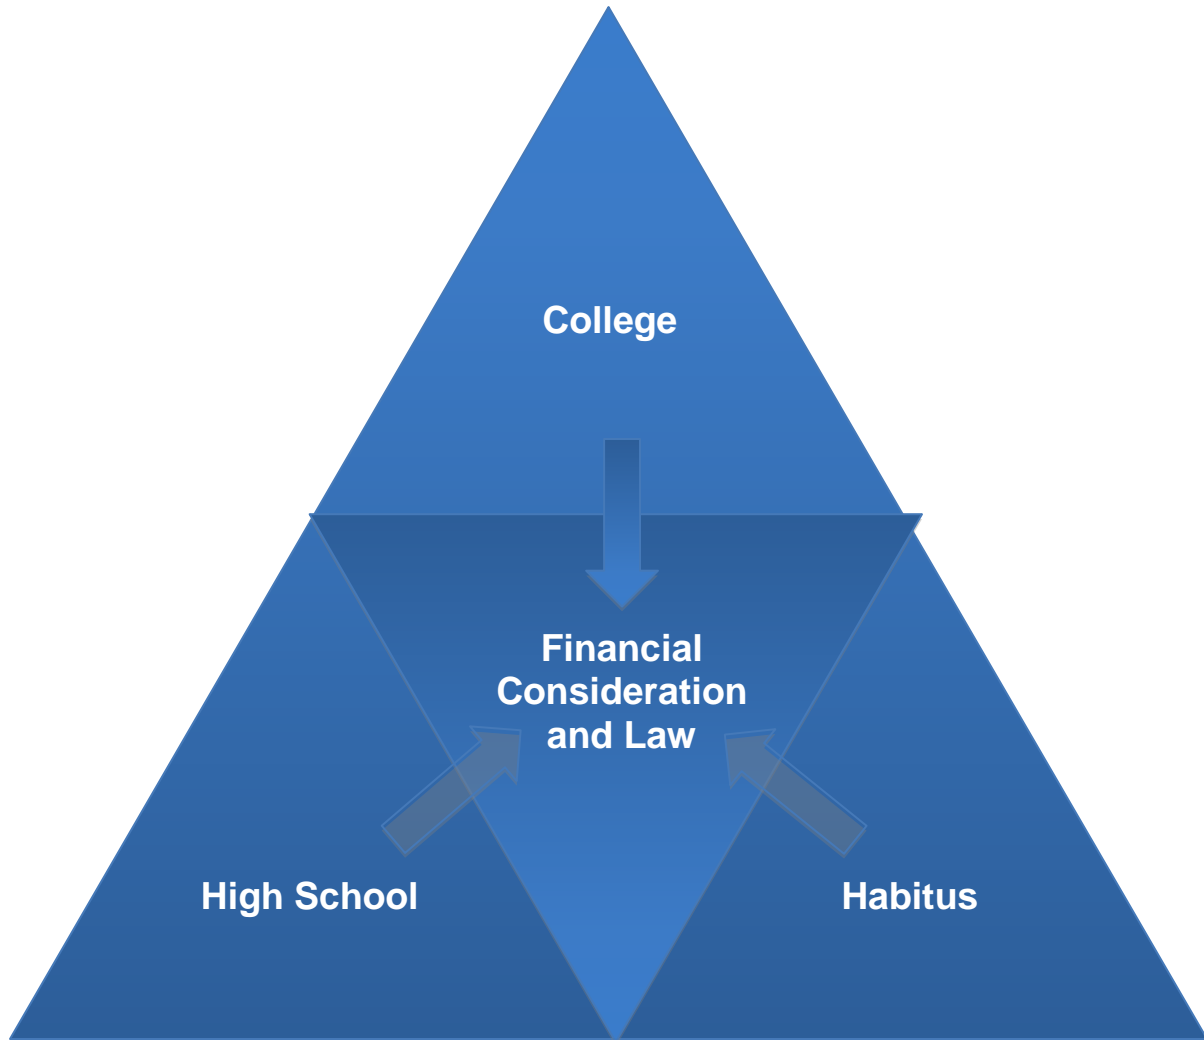 College
Financial
Consideration
and Law
High School
Habitus